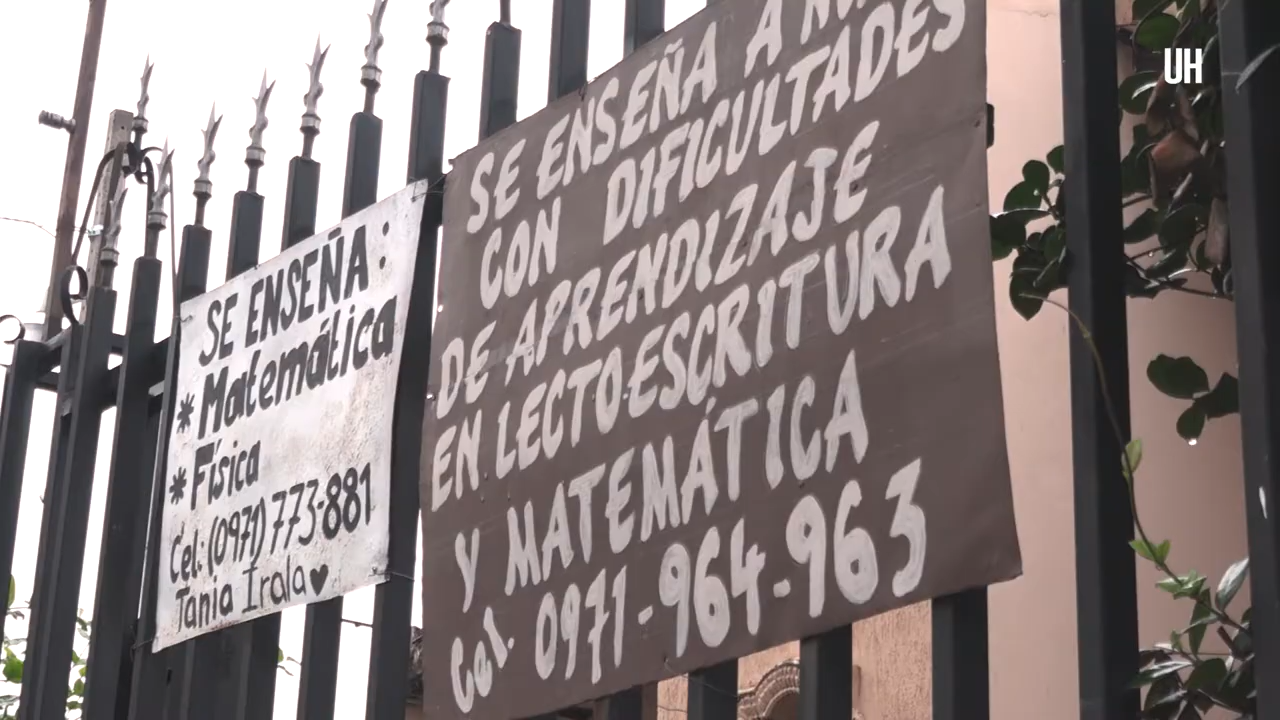 SE ENSEÑA:
* Matemática
* Física
Cel.: (0971) 773-881
Tania Irala ♥
SE ENSEÑA A
CON DIFICULTADES
DE APRENDIZAJE
EN LECTO-ESCRITURA
Y MATEMÁTICA
Cel. 0971-964-963
UH